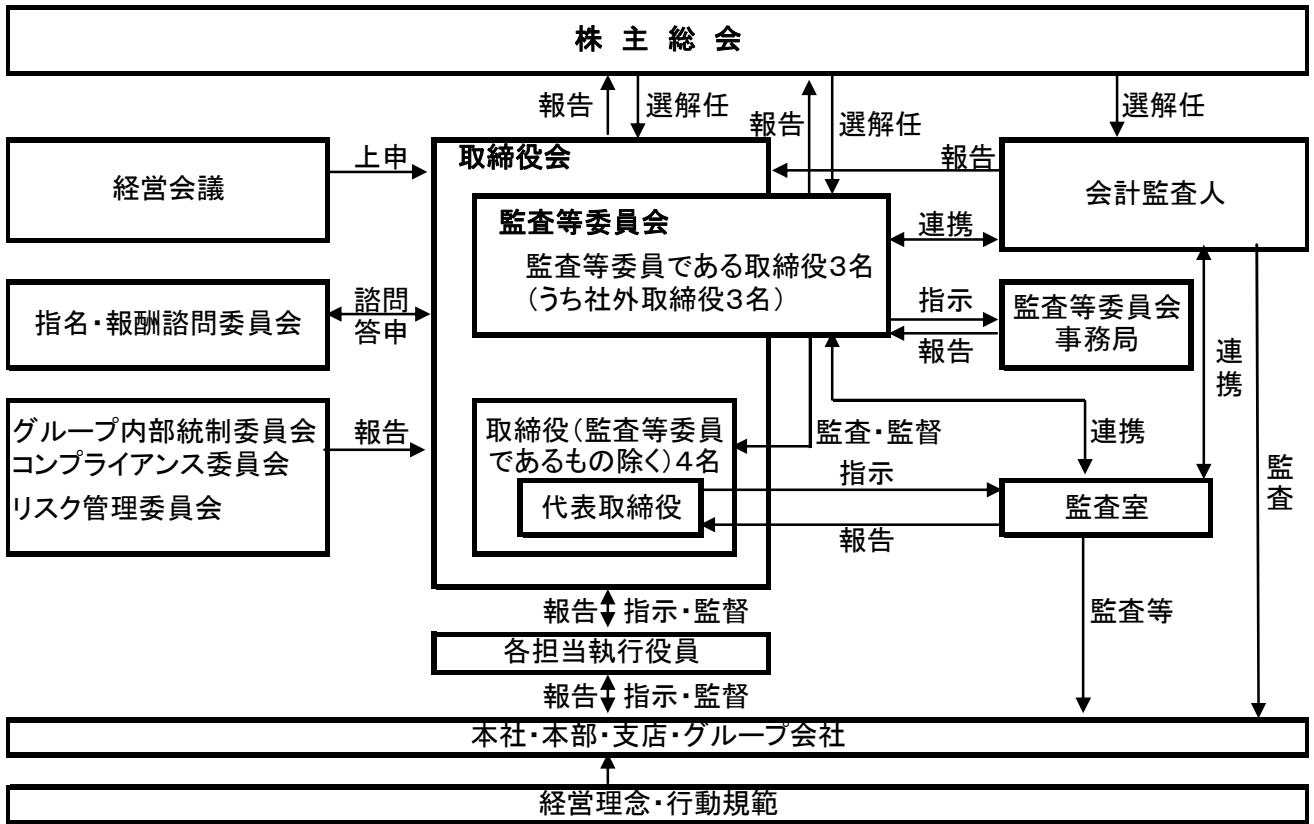 株 主 総 会
報告
選解任
報告
選解任
選解任
経営会議
上申
取締役会
報告
会計監査人
監査等委員会
監査等委員である取締役3名
(うち社外取締役3名)
連携
指名・報酬諮問委員会
諮問
答申
指示
報告
監査等委員会
事務局
連
携
グループ内部統制委員会
コンプライアンス委員会
リスク管理委員会
報告
取締役(監査等委員
であるもの除く)4名
代表取締役
監査・監督
連携
指示
報告
監査室
監
査
監査等
報告
指示・監督
各担当執行役員
報告
指示・監督
本社・本部・支店・グループ会社
経営理念・行動規範